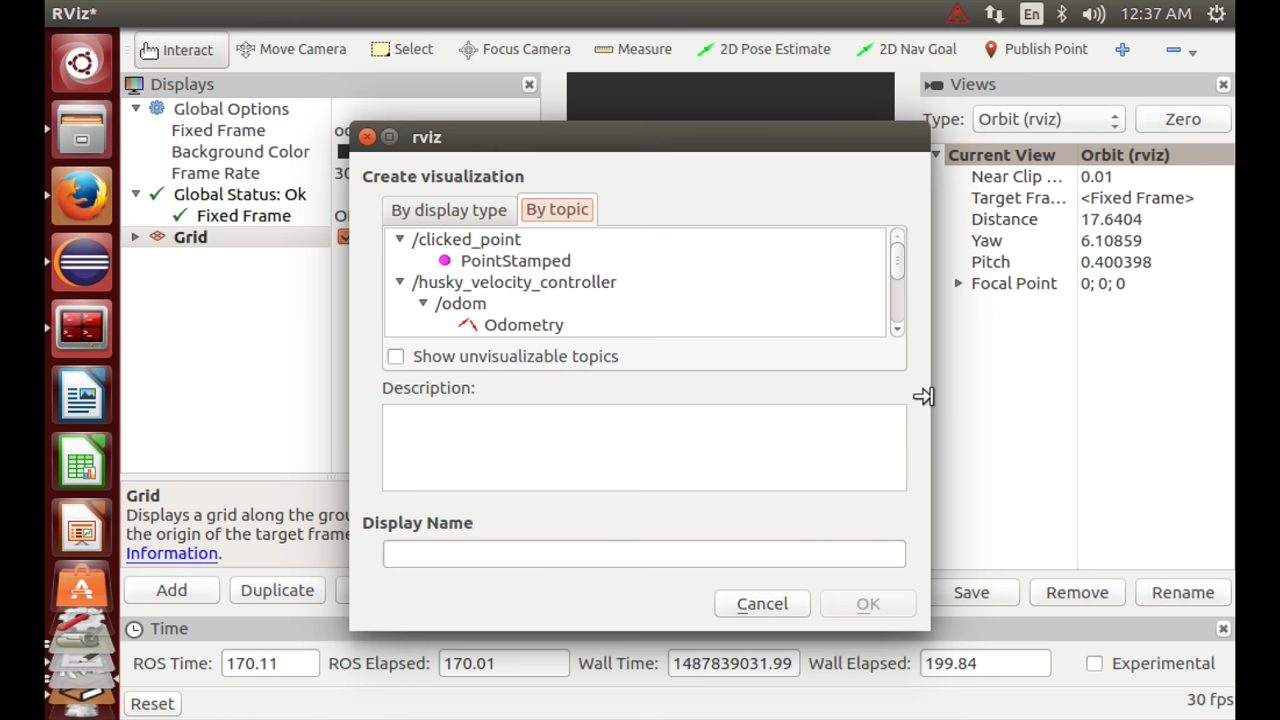 RViz*
En
12:37 AM
Interact
Move Camera
Select
Focus Camera
Measure
2D Pose Estimate
2D Nav Goal
Publish Point
Displays
Global Options
Fixed Frame
Background Color
Frame Rate
30
Global Status: Ok
Fixed Frame
Grid
Grid
the origin of the target frame
Information.
Add
Duplicate
rviz
Create visualization
By display type
By topic
/clicked_point
PointStamped
/husky_velocity_controller
/odom
Odometry
Show unvisualizable topics
Description:
Display Name
Cancel
OK
Views
Type:
Orbit (rviz)
Zero
Current View
Orbit (rviz)
Near Clip ...
0.01
Target Fra...
<Fixed Frame>
Distance
17.6404
Yaw
6.10859
Pitch
0.400398
Focal Point
0; 0; 0
Save
Remove
Rename
Time
ROS Time:
170.11
ROS Elapsed:
170.01
Wall Time:
1487839031.99
Wall Elapsed:
199.84
Experimental
Reset
30 fps